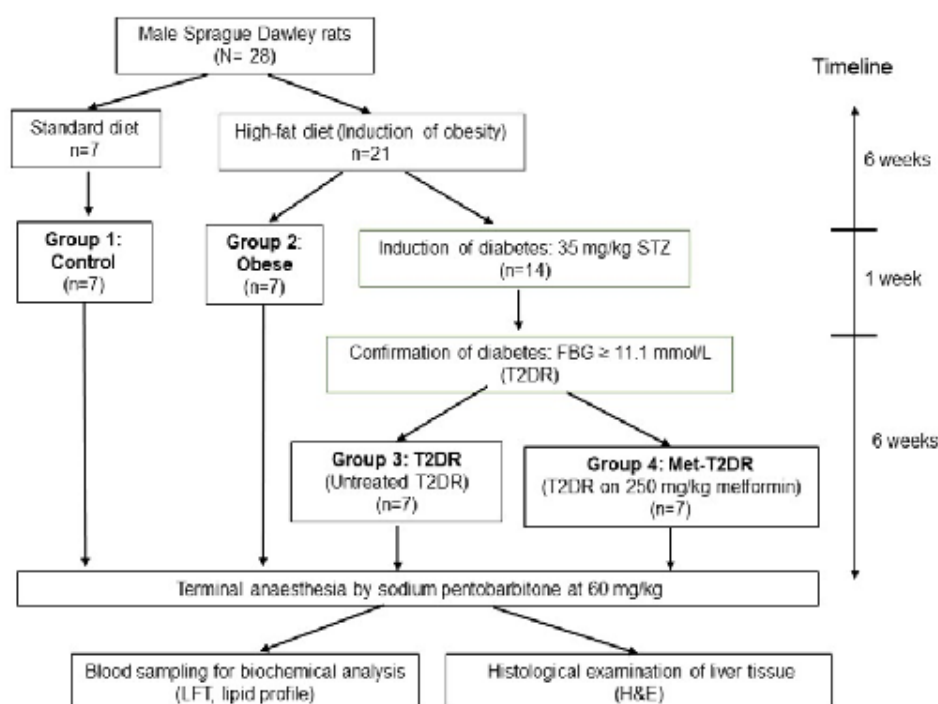 Male Sprague Dawley rats
(N= 28)
Timeline
Standard diet
n=7
High-fat diet (Induction of obesity)
n=21
6 weeks
Group 1:
Control
(n=7)
Group 2:
Obese
(n=7)
Induction of diabetes: 35 mg/kg STZ
(n=14)
1 week
Confirmation of diabetes: FBG ≥ 11.1 mmol/L
(T2DR)
6 weeks
Group 3: T2DR
(Untreated T2DR)
(n=7)
Group 4: Met-T2DR
(T2DR on 250 mg/kg metformin)
(n=7)
Terminal anaesthesia by sodium pentobarbitone at 60 mg/kg
Blood sampling for biochemical analysis
(LFT, lipid profile)
Histological examination of liver tissue
(H&E)